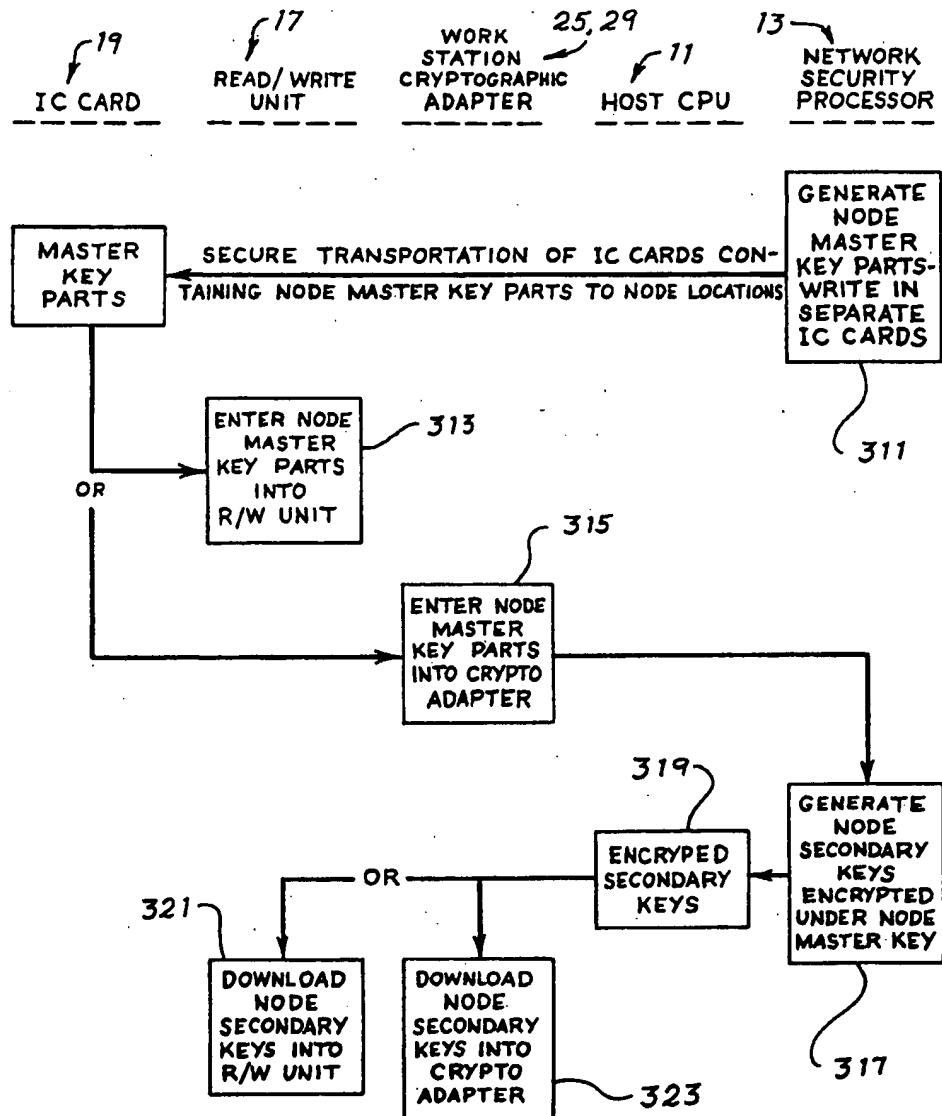 19
IC CARD
17
READ/WRITE
UNIT
25, 29
WORK
STATION
CRYPTOGRAPHIC
ADAPTER
11
HOST CPU
13
NETWORK
SECURITY
PROCESSOR
GENERATE
NODE
MASTER
KEY PARTS-
WRITE IN
SEPARATE
IC CARDS
311
SECURE TRANSPORTATION OF IC CARDS CON-
TAINING NODE MASTER KEY PARTS TO NODE LOCATIONS
MASTER
KEY
PARTS
OR
ENTER NODE
MASTER
KEY PARTS
INTO
R/W UNIT
313
315
ENTER NODE
MASTER
KEY PARTS
INTO CRYPTO
ADAPTER
GENERATE
NODE
SECONDARY
KEYS
ENCRYPTED
UNDER NODE
MASTER KEY
317
319
ENCRYPED
SECONDARY
KEYS
OR
321
DOWNLOAD
NODE
SECONDARY
KEYS INTO
R/W UNIT
DOWNLOAD
NODE
SECONDARY
KEYS INTO
CRYPTO
ADAPTER
323